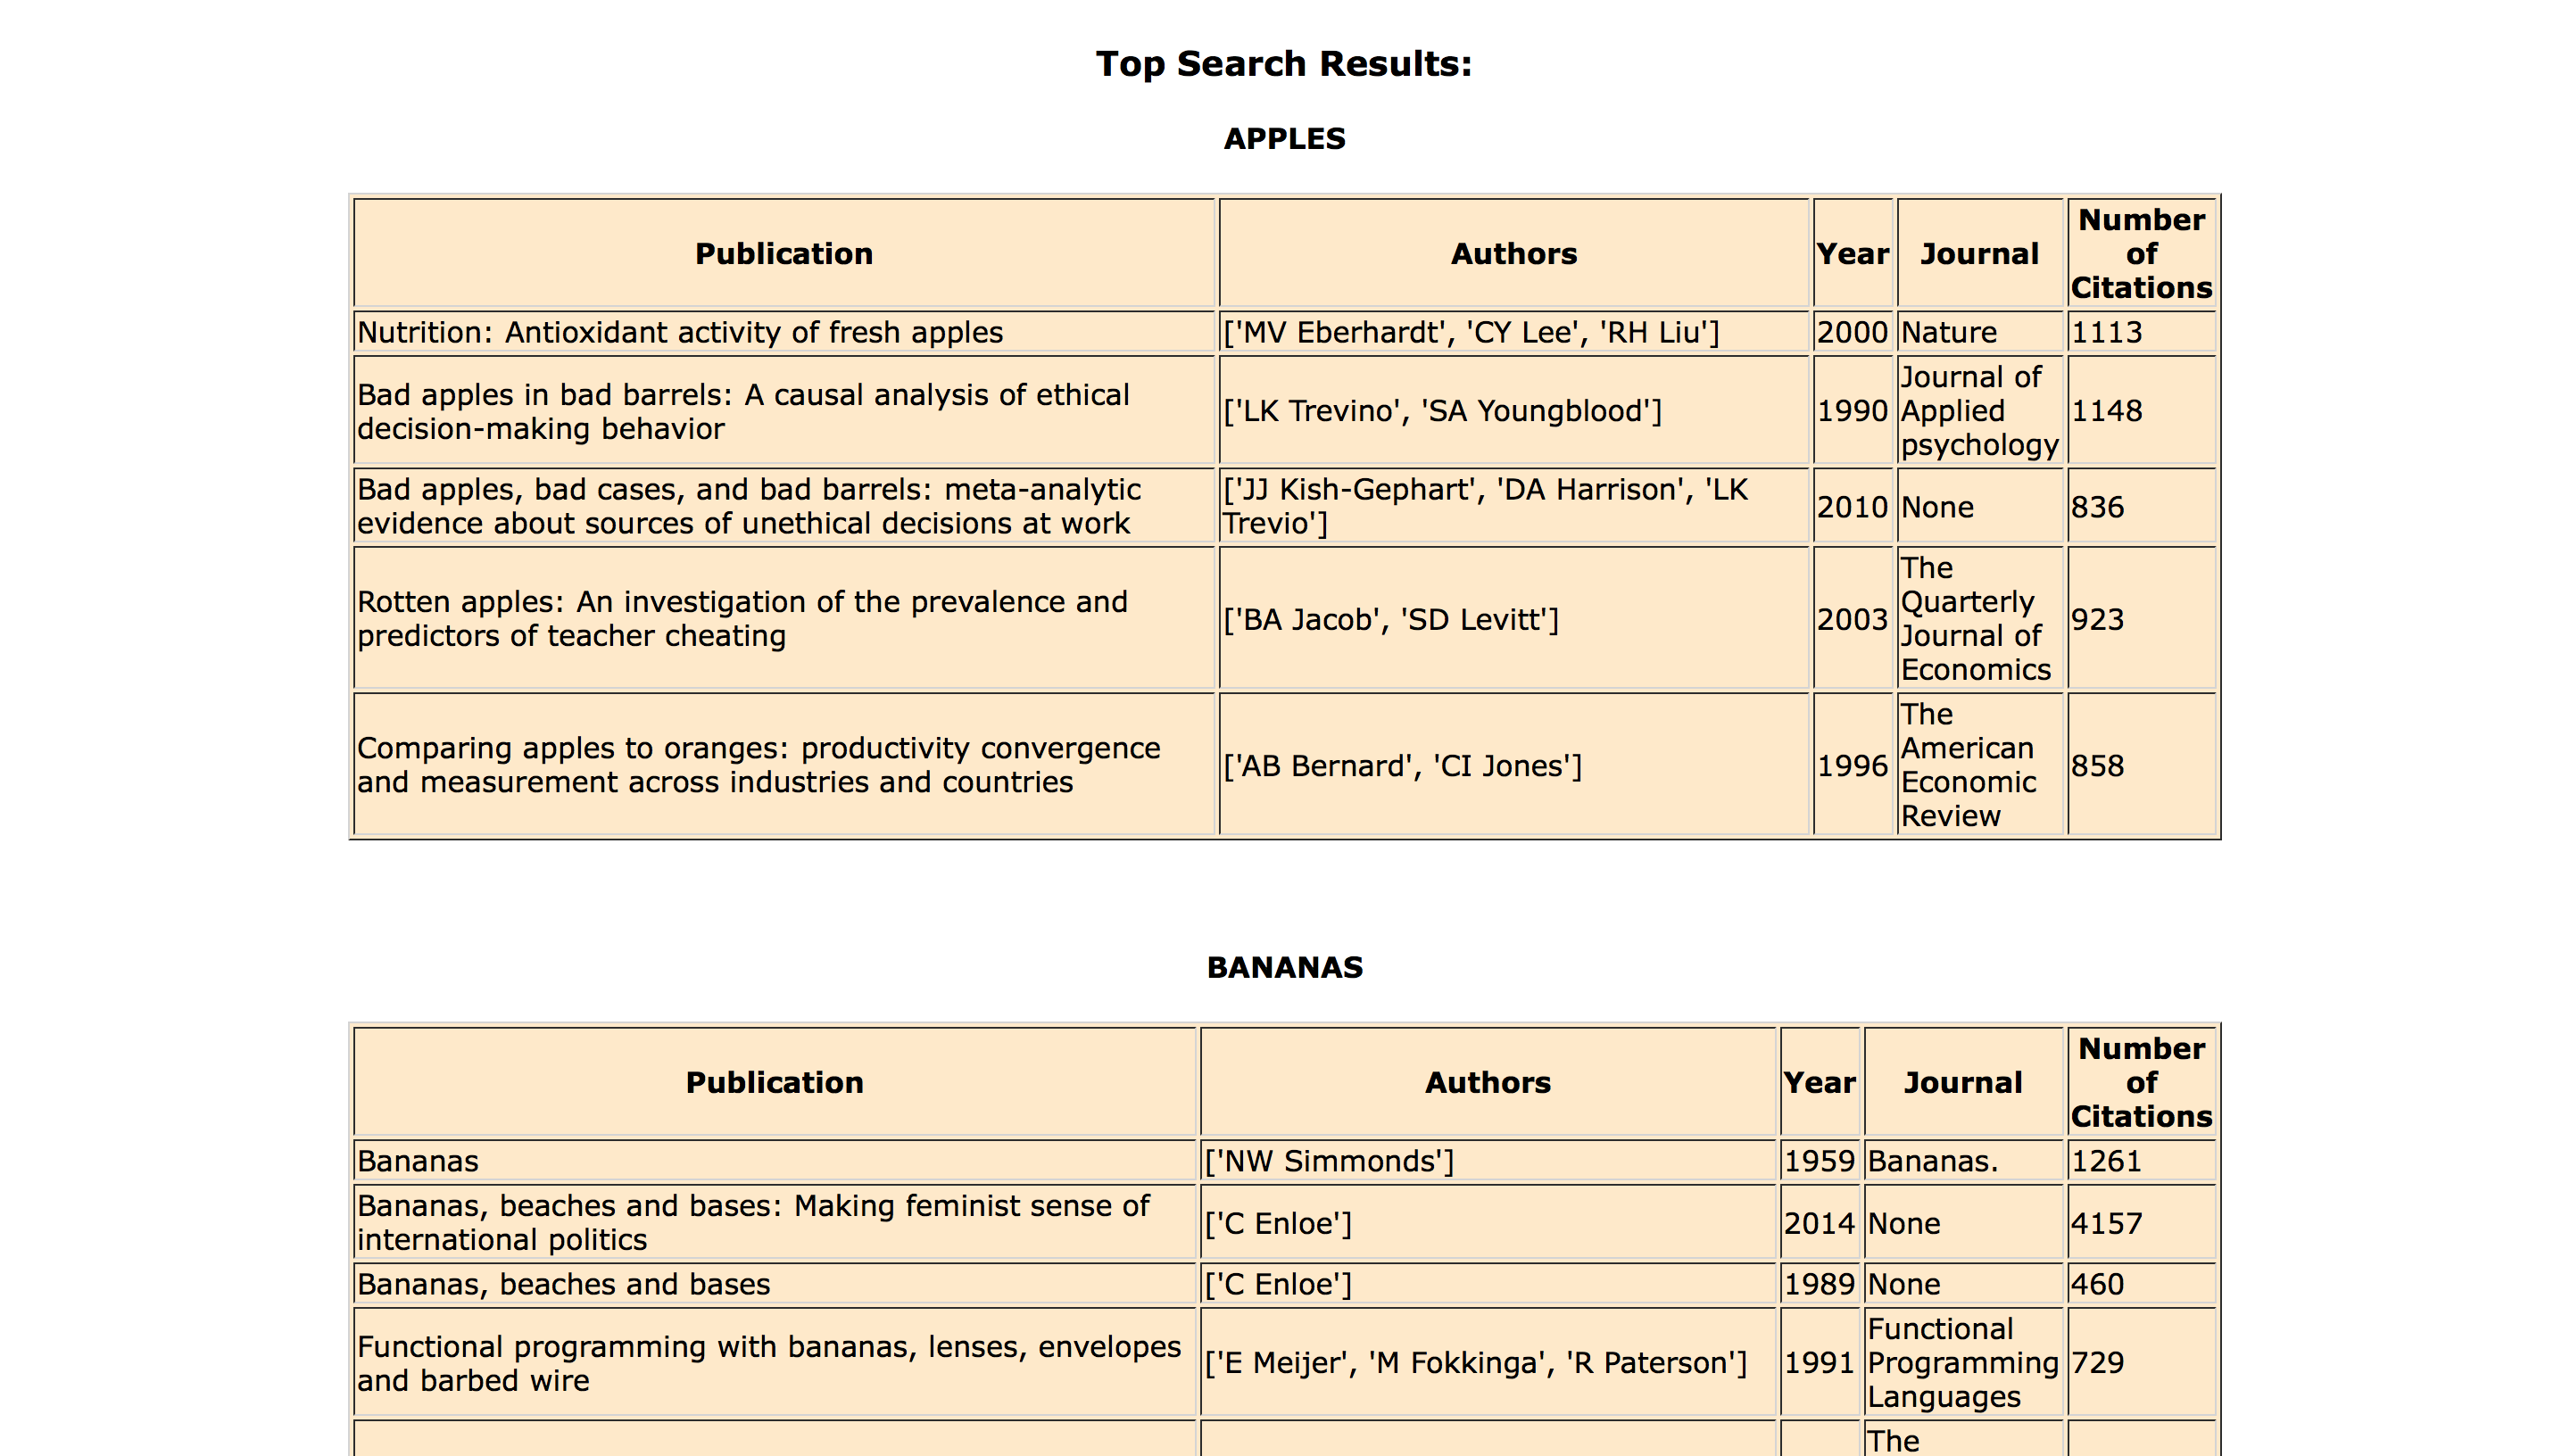 Top Search Results:
APPLES
Publication Authors Year Journal Number of Citations
Nutrition: Antioxidant activity of fresh apples ['MV Eberhardt', 'CY Lee', 'RH Liu'] 2000 Nature 1113
Bad apples in bad barrels: A causal analysis of ethical decision-making behavior ['LK Trevino', 'SA Youngblood'] 1990 Journal of Applied psychology 1148
Bad apples, bad cases, and bad barrels: meta-analytic evidence about sources of unethical decisions at work ['JJ Kish-Gephart', 'DA Harrison', 'LK Trevio'] 2010 None 836
Rotten apples: An investigation of the prevalence and predictors of teacher cheating ['BA Jacob', 'SD Levitt'] 2003 The Quarterly Journal of Economics 923
Comparing apples to oranges: productivity convergence and measurement across industries and countries ['AB Bernard', 'CI Jones'] 1996 The American Economic Review 858
BANANAS
Publication Authors Year Journal Number of Citations
Bananas ['NW Simmonds'] 1959 Bananas. 1261
Bananas, beaches and bases: Making feminist sense of international politics ['C Enloe'] 2014 None 4157
Bananas, beaches and bases ['C Enloe'] 1989 None 460
Functional programming with bananas, lenses, envelopes and barbed wire ['E Meijer', 'M Fokkinga', 'R Paterson'] 1991 Functional Programming Languages 729
The